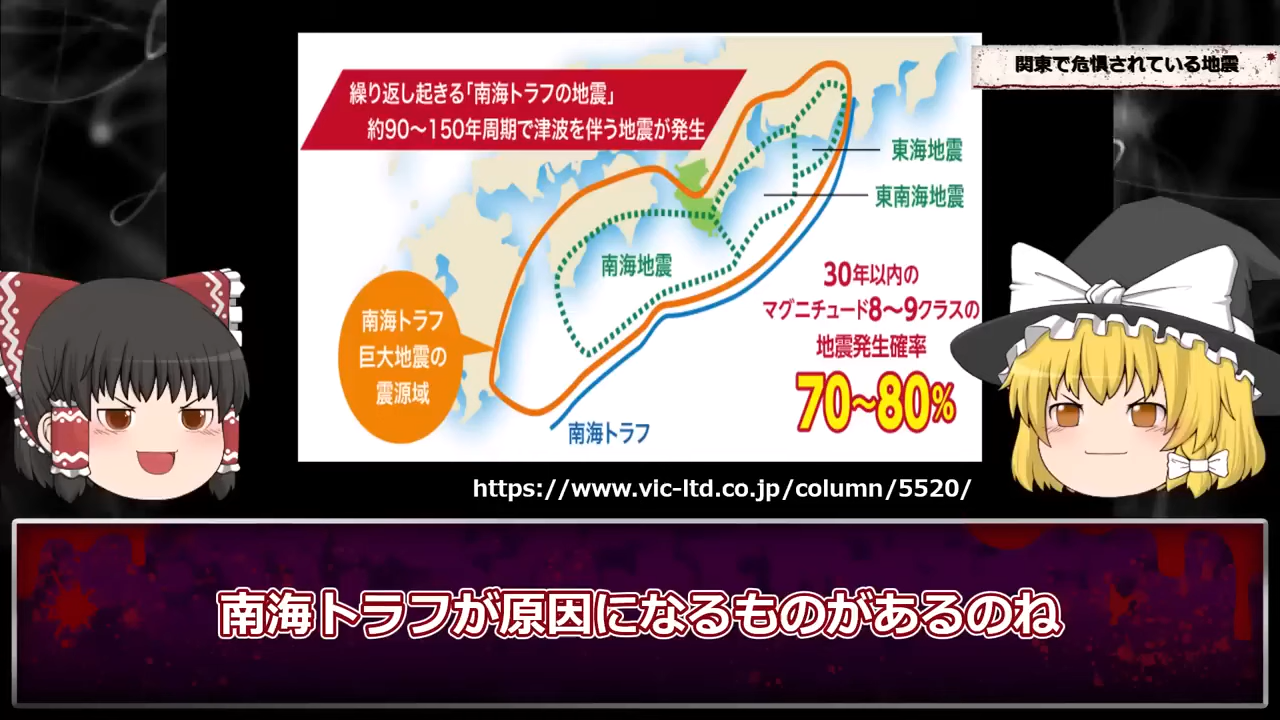 関東で危惧されている地震
繰り返し起きる「南海トラフの地震」
約90〜150年周期で津波を伴う地震が発生
東海地震
東南海地震
南海地震
30年以内の
マグニチュード8〜9クラスの
地震発生確率
70〜80%
南海トラフ
巨大地震の
震源域
南海トラフ
https://www.vic-ltd.co.jp/column/5520/
南海トラフが原因になるものがあるのね